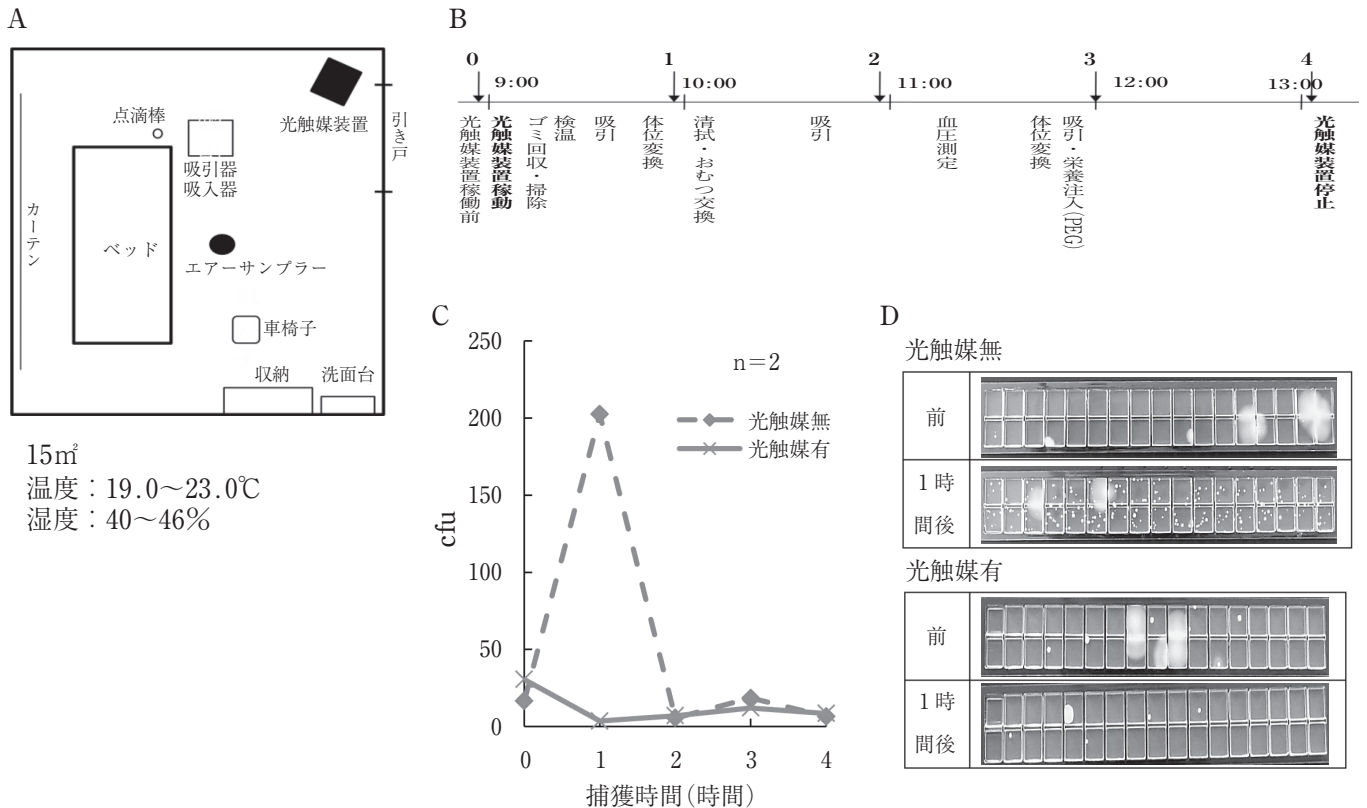 A
点滴棒
光触媒装置
引き戸
吸引器
吸入器
カーテン
ベッド
エアーサンプラー
車椅子
収納
洗面台
15㎡
温度：19.0～23.0℃
湿度：40～46％
B
0
1
2
3
4
9:00
10:00
11:00
12:00
13:00
光触媒装置稼働前
光触媒装置稼動
ゴミ回収・掃除
検温
吸引
体位変換
清拭・おむつ交換
吸引
血圧測定
体位変換
吸引・栄養注入(PEG)
光触媒装置停止
C
250
200
150
100
50
0
cfu
n＝2
光触媒無
光触媒有
0 1 2 3 4
捕獲時間(時間)
D
光触媒無
前
1時
間後
光触媒有
前
1時
間後